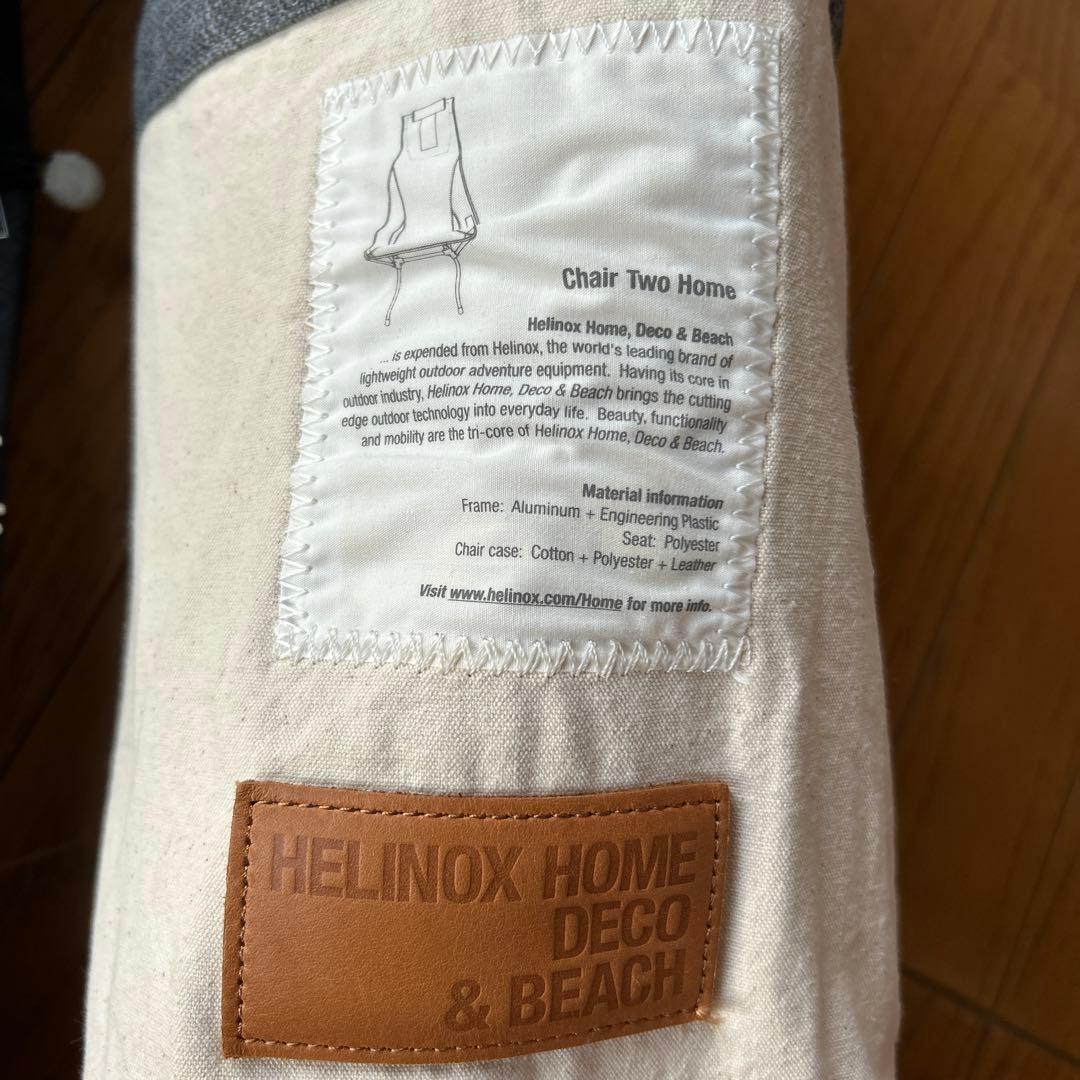 Chair Two Home
Helinox Home, Deco & Beach
... is expended from Helinox, the world's leading brand of
lightweight outdoor adventure equipment. Having its core in
outdoor industry, Helinox Home, Deco & Beach brings the cutting
edge outdoor technology into everyday life. Beauty, functionality
and mobility are the tri-core of Helinox Home, Deco & Beach.
Material information
Frame: Aluminum + Engineering Plastic
Seat: Polyester
Chair case: Cotton + Polyester + Leather
Visit www.helinox.com/Home for more info.
HELINOX HOME
DECO
& BEACH